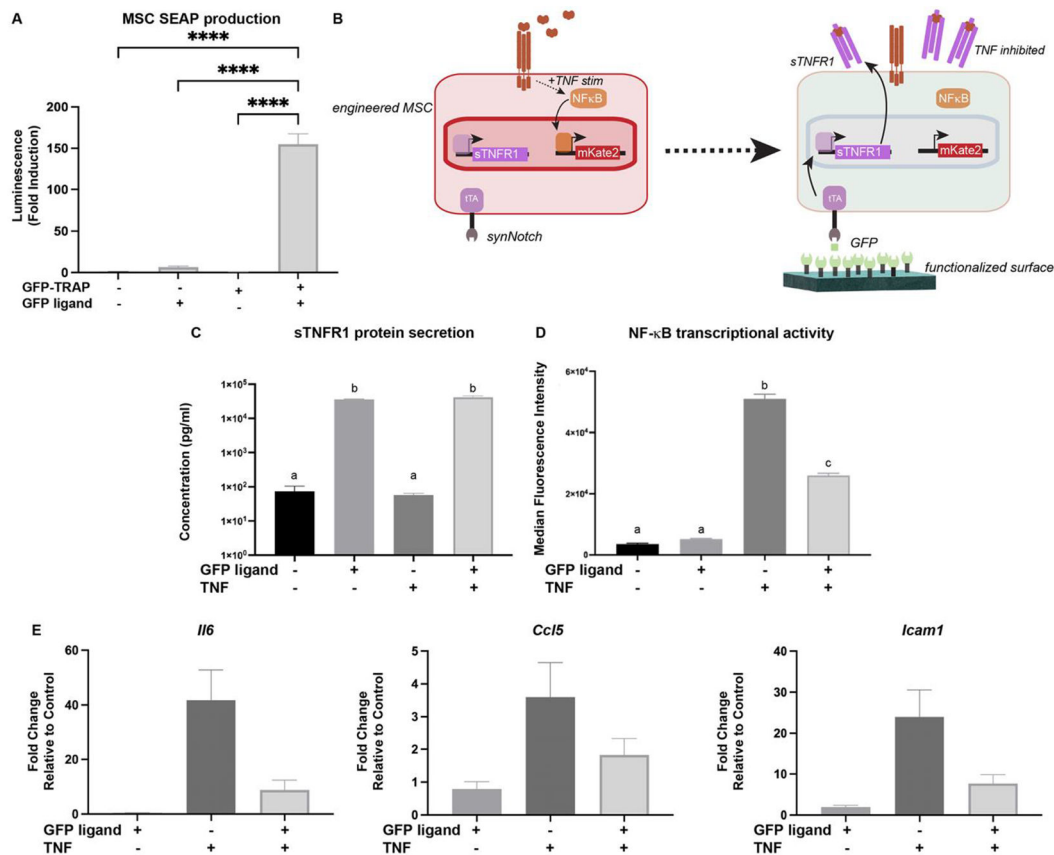 A
MSC SEAP production
****
****
****
Luminescence
(Fold Induction)
200
150
100
50
0
GFP-TRAP - - + +
GFP ligand - + - +
B
+TNF stim
NFκB
engineered MSC
sTNFR1
mKate2
tTA
synNotch
sTNFR1
TNF inhibited
NFκB
sTNFR1
mKate2
tTA
GFP
functionalized surface
C
sTNFR1 protein secretion
Concentration (pg/ml)
1×10⁵
1×10⁴
1×10³
1×10²
1×10¹
1×10⁰
a
b
a
b
GFP ligand - + - +
TNF - - + +
D
NF-κB transcriptional activity
Median Fluorescence Intensity
6×10⁴
4×10⁴
2×10⁴
0
a
a
b
c
GFP ligand - + - +
TNF - - + +
E
Il6
Fold Change
Relative to Control
60
40
20
0
GFP ligand + - +
TNF - + +
Ccl5
Fold Change
Relative to Control
5
4
3
2
1
0
GFP ligand + - +
TNF - + +
Icam1
Fold Change
Relative to Control
40
30
20
10
0
GFP ligand + - +
TNF - + +